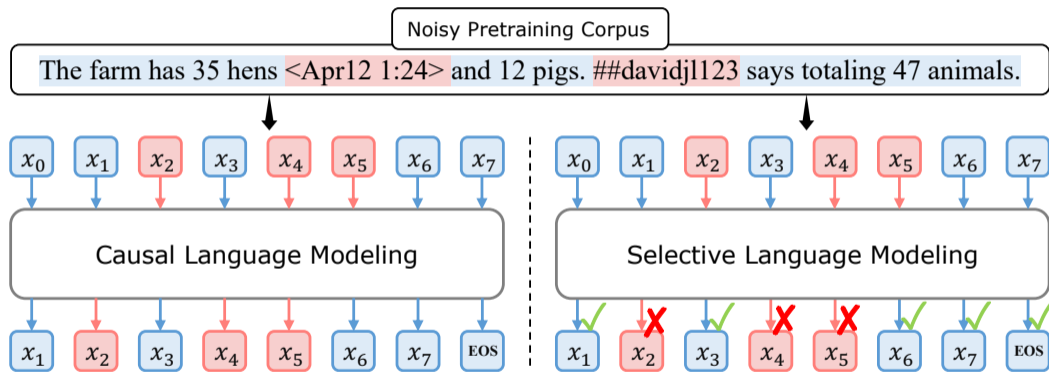 Noisy Pretraining Corpus
The farm has 35 hens <Apr12 1:24> and 12 pigs. ##davidjl123 says totaling 47 animals.
x₀ x₁ x₂ x₃ x₄ x₅ x₆ x₇
Causal Language Modeling
x₁ x₂ x₃ x₄ x₅ x₆ x₇ EOS
x₀ x₁ x₂ x₃ x₄ x₅ x₆ x₇
Selective Language Modeling
x₁ x₂ x₃ x₄ x₅ x₆ x₇ EOS